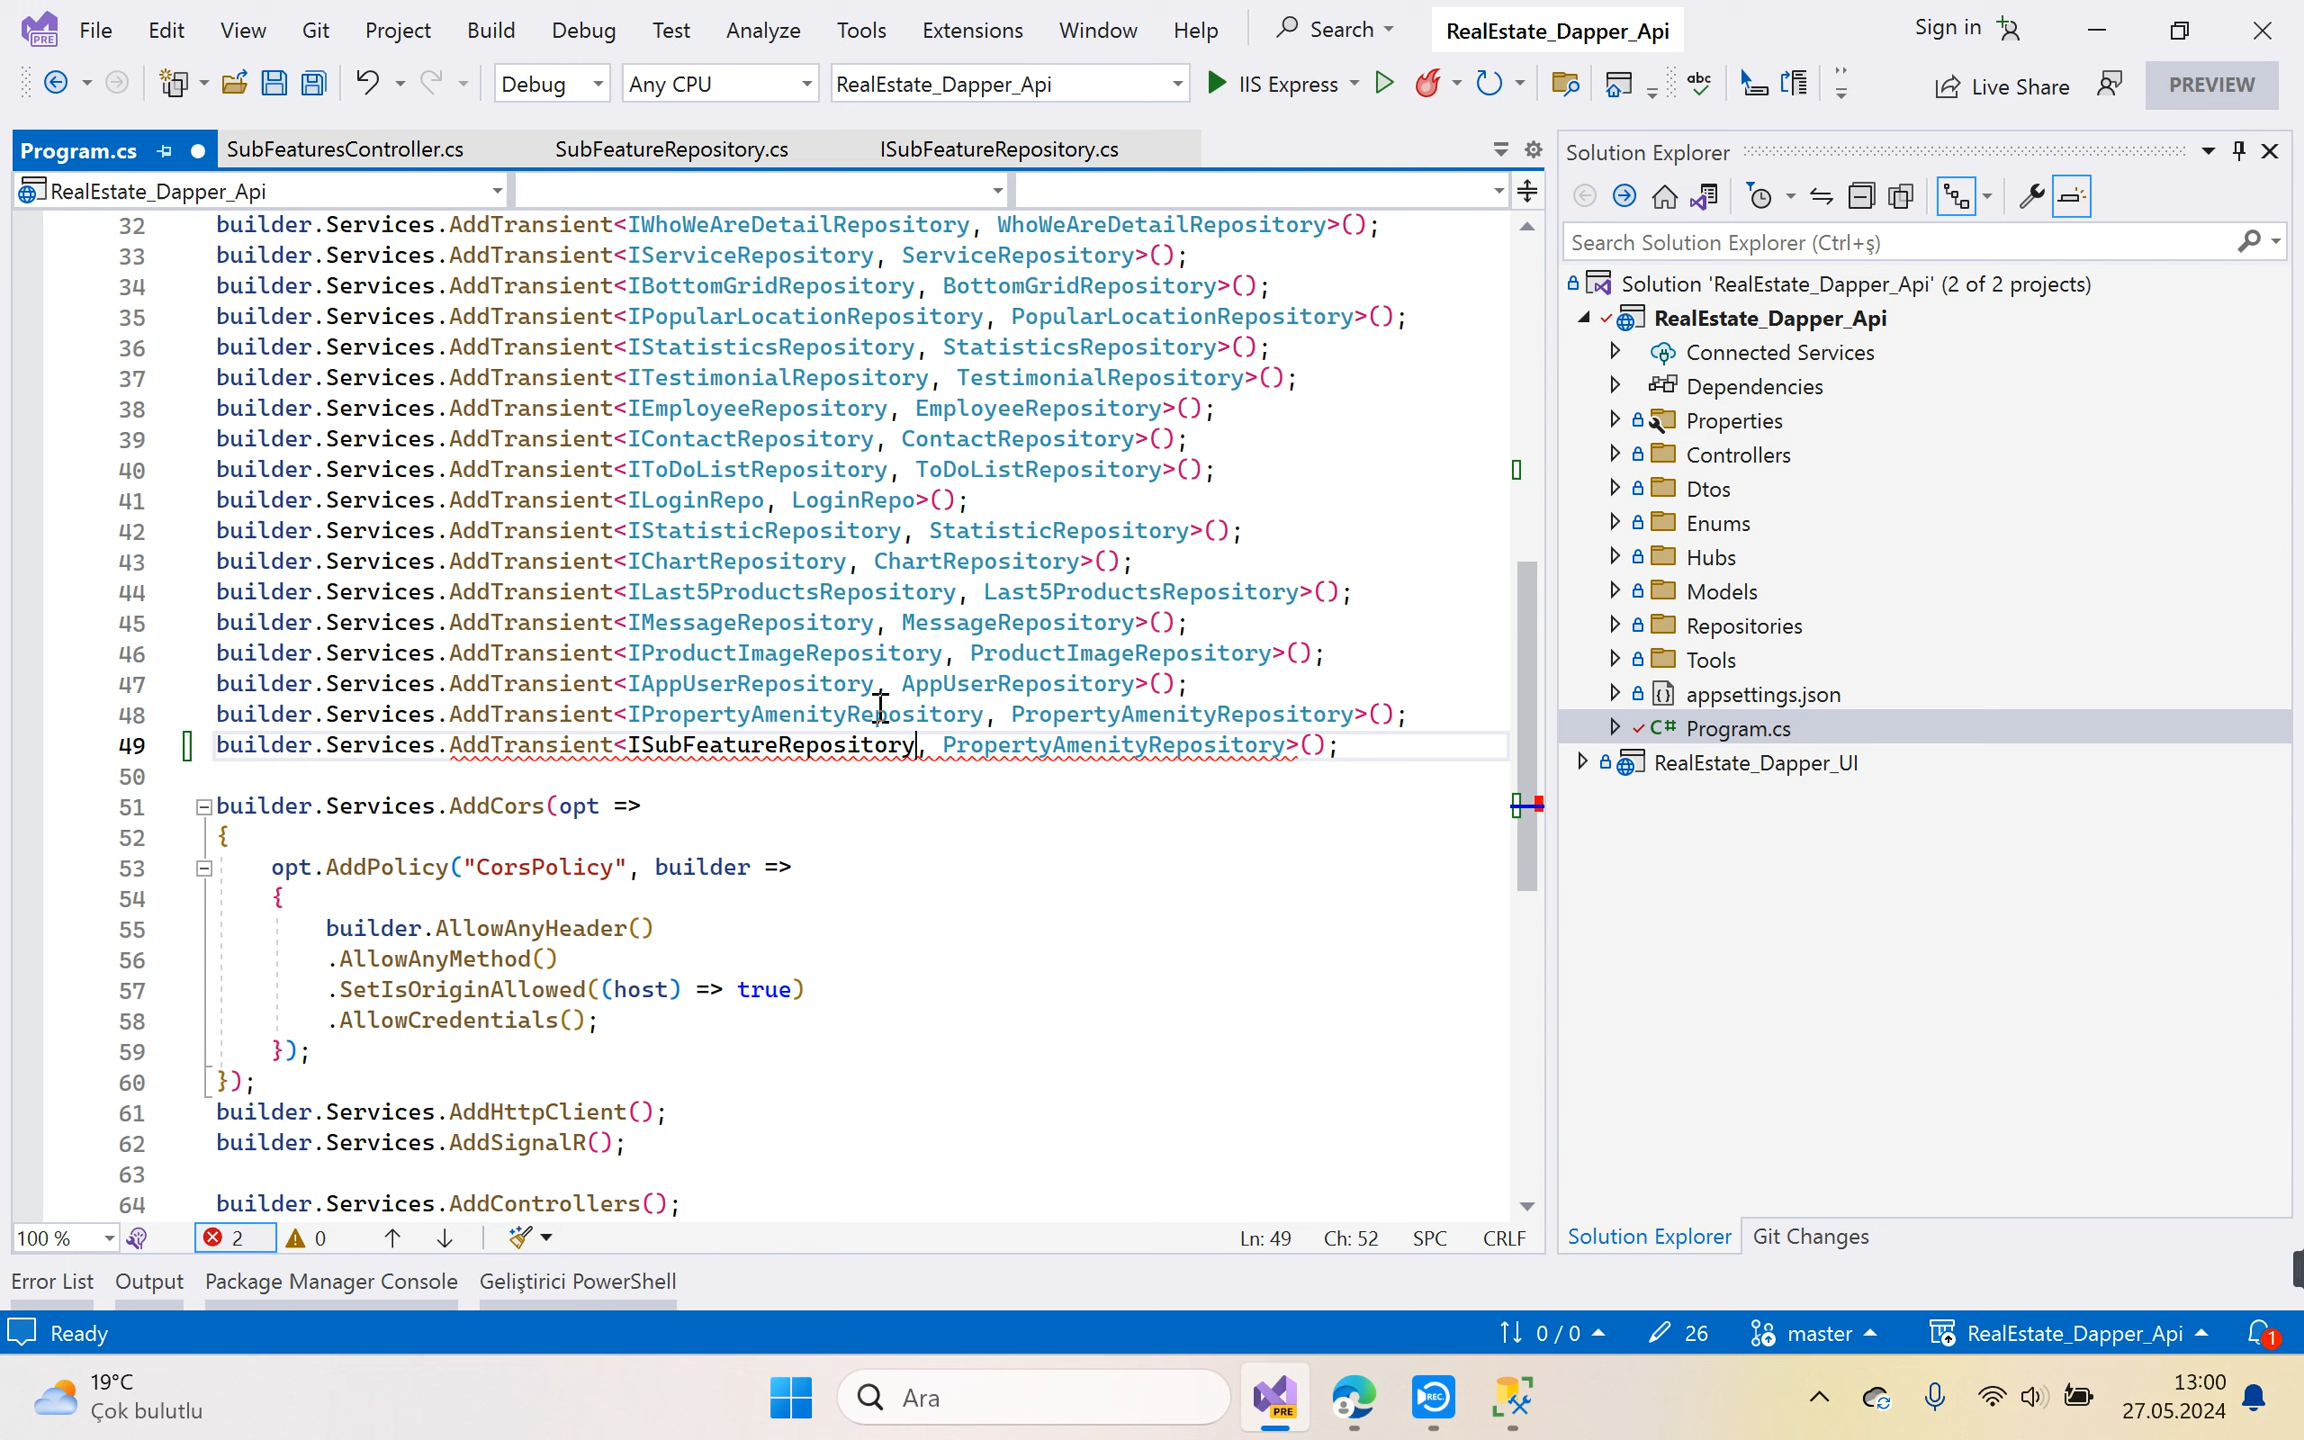 File Edit View Git Project Build Debug Test Analyze Tools Extensions Window Help Search RealEstate_Dapper_Api Sign in
PRE
Debug Any CPU RealEstate_Dapper_Api IIS Express abc Live Share PREVIEW
Program.cs SubFeaturesController.cs SubFeatureRepository.cs ISubFeatureRepository.cs
RealEstate_Dapper_Api
32 builder.Services.AddTransient<IWhoWeAreDetailRepository, WhoWeAreDetailRepository>();
33 builder.Services.AddTransient<IServiceRepository, ServiceRepository>();
34 builder.Services.AddTransient<IBottomGridRepository, BottomGridRepository>();
35 builder.Services.AddTransient<IPopularLocationRepository, PopularLocationRepository>();
36 builder.Services.AddTransient<IStatisticsRepository, StatisticsRepository>();
37 builder.Services.AddTransient<ITestimonialRepository, TestimonialRepository>();
38 builder.Services.AddTransient<IEmployeeRepository, EmployeeRepository>();
39 builder.Services.AddTransient<IContactRepository, ContactRepository>();
40 builder.Services.AddTransient<IToDoListRepository, ToDoListRepository>();
41 builder.Services.AddTransient<ILoginRepo, LoginRepo>();
42 builder.Services.AddTransient<IStatisticRepository, StatisticRepository>();
43 builder.Services.AddTransient<IChartRepository, ChartRepository>();
44 builder.Services.AddTransient<ILast5ProductsRepository, Last5ProductsRepository>();
45 builder.Services.AddTransient<IMessageRepository, MessageRepository>();
46 builder.Services.AddTransient<IProductImageRepository, ProductImageRepository>();
47 builder.Services.AddTransient<IAppUserRepository, AppUserRepository>();
48 builder.Services.AddTransient<IPropertyAmenityRepository, PropertyAmenityRepository>();
49 builder.Services.AddTransient<ISubFeatureRepository, PropertyAmenityRepository>();
50
51 builder.Services.AddCors(opt =>
52 {
53 opt.AddPolicy("CorsPolicy", builder =>
54 {
55 builder.AllowAnyHeader()
56 .AllowAnyMethod()
57 .SetIsOriginAllowed((host) => true)
58 .AllowCredentials();
59 });
60 });
61 builder.Services.AddHttpClient();
62 builder.Services.AddSignalR();
63
64 builder.Services.AddControllers();
100 % 2 0 Ln: 49 Ch: 52 SPC CRLF
Solution Explorer
Search Solution Explorer (Ctrl+ş)
Solution 'RealEstate_Dapper_Api' (2 of 2 projects)
RealEstate_Dapper_Api
Connected Services
Dependencies
Properties
Controllers
Dtos
Enums
Hubs
Models
Repositories
Tools
appsettings.json
C# Program.cs
RealEstate_Dapper_UI
Solution Explorer Git Changes
Error List Output Package Manager Console Geliştirici PowerShell
Ready 0 / 0 26 master RealEstate_Dapper_Api 1
19°C
Çok bulutlu
Ara
PRE
REC
13:00
27.05.2024